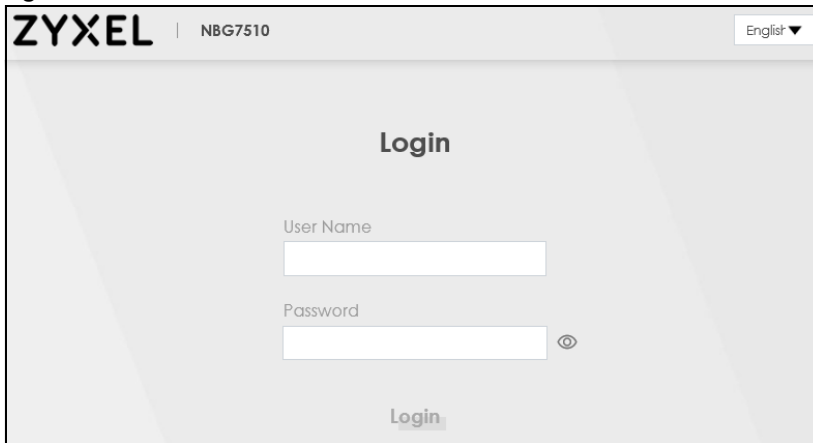 ZYXEL | NBG7510 English
Login
User Name
Password
Login